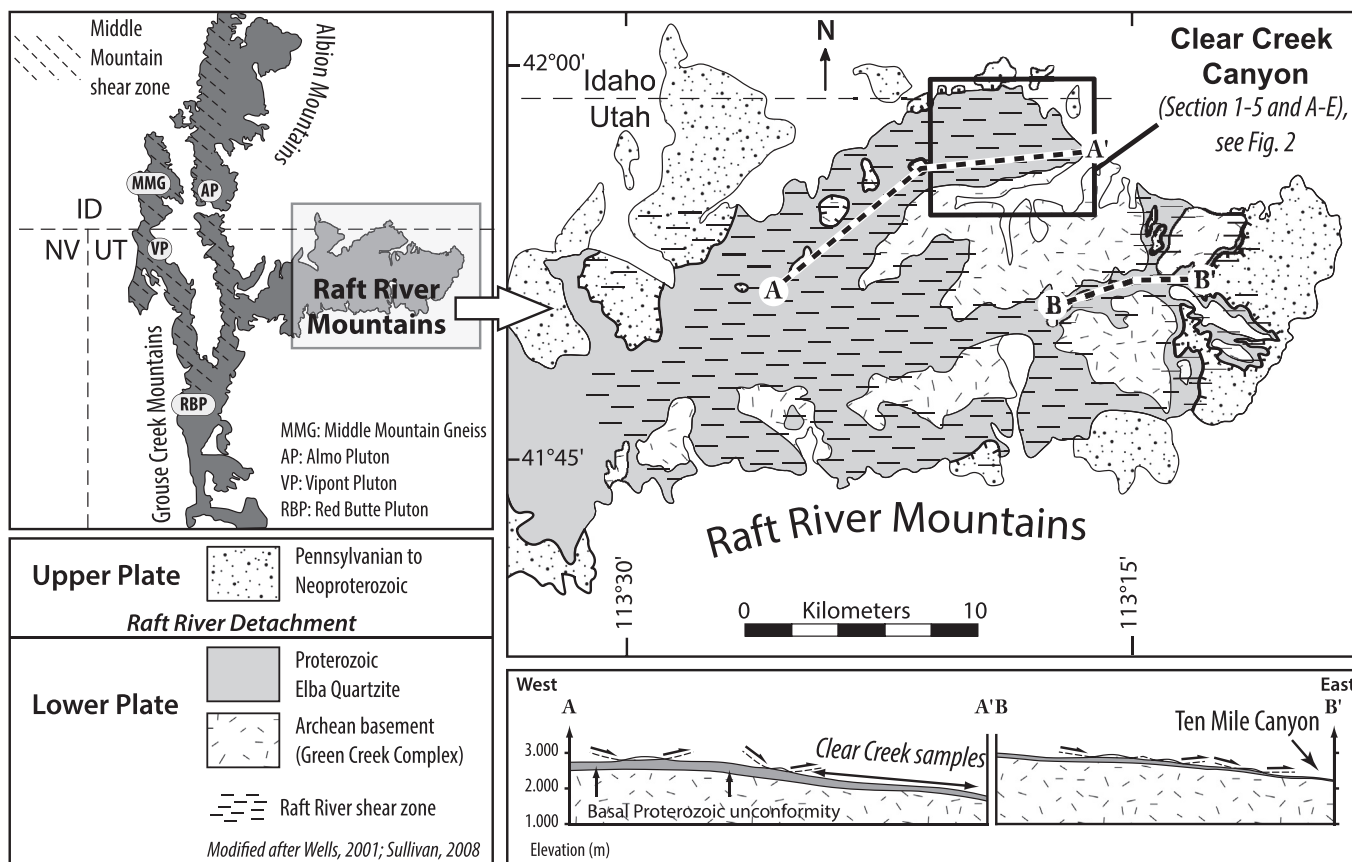 Middle
Mountain
shear zone
Albion Mountains
MMG
AP
ID
NV
UT
VP
Raft River
Mountains
RBP
Grouse Creek Mountains
MMG: Middle Mountain Gneiss
AP: Almo Pluton
VP: Vipont Pluton
RBP: Red Butte Pluton
Upper Plate
Pennsylvanian to
Neoproterozoic
Raft River Detachment
Lower Plate
Proterozoic
Elba Quartzite
Archean basement
(Green Creek Complex)
Raft River shear zone
Modified after Wells, 2001; Sullivan, 2008
42°00'
Idaho
Utah
N
Clear Creek
Canyon
(Section 1-5 and A-E),
see Fig. 2
A'
A
B
B'
41°45'
Raft River Mountains
113°30'
0 Kilometers 10
113°15'
West
East
A
A'
B
B'
Ten Mile Canyon
3.000
2.000
1.000
Clear Creek samples
Basal Proterozoic unconformity
Elevation (m)